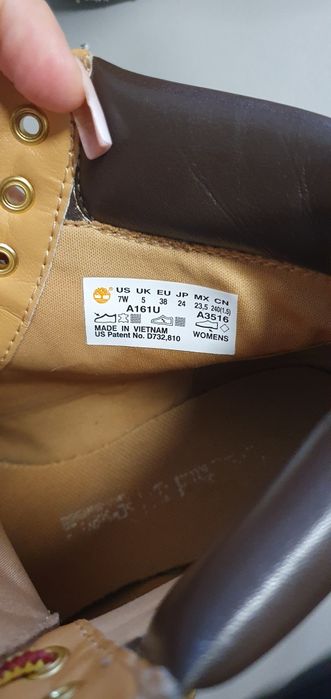 US UK EU JP MX CN
7W 5 38 24 23,5 240(1.5)
A161U A3516
MADE IN VIETNAM WOMENS
US Patent No. D732,810